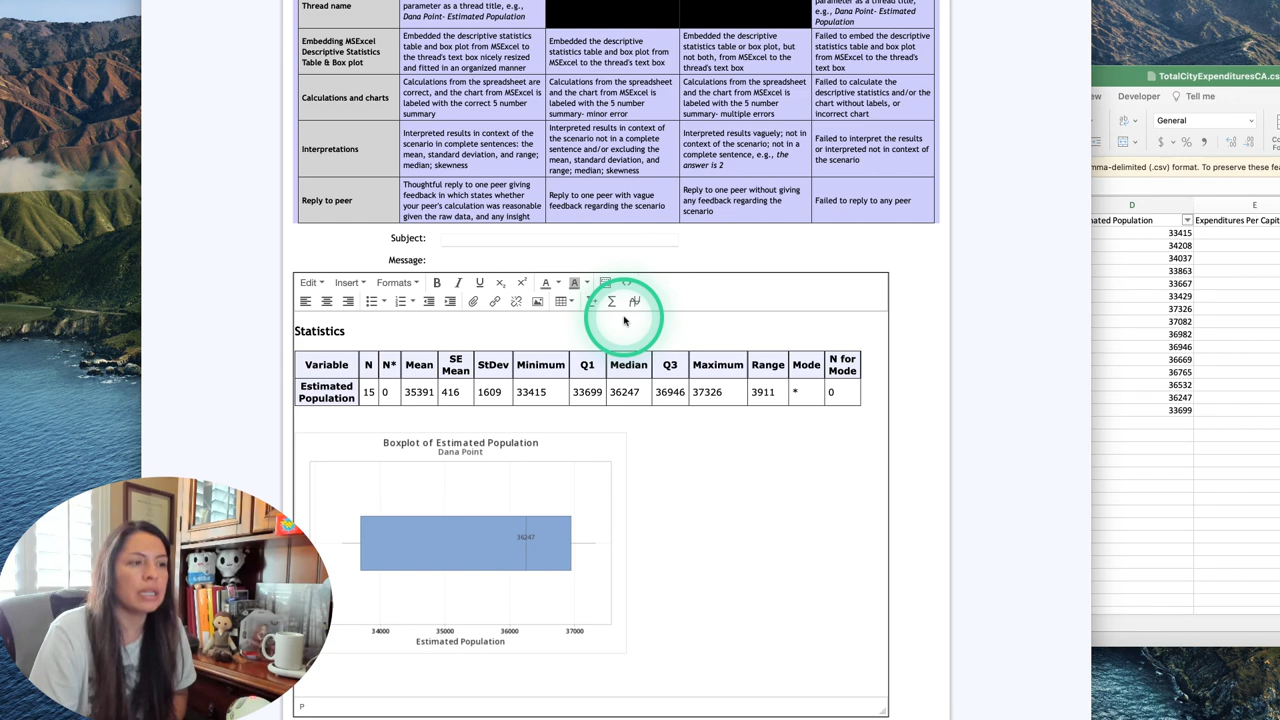 Thread name
parameter as a thread title, e.g.,
Dana Point- Estimated
Population
parameter as a thread title,
e.g., Dana Point- Estimated
Population
Embedding MSExcel
Descriptive Statistics
Table & Box plot
Embedded the descriptive statistics
table and box plot from MSExcel to
the thread's text box nicely resized
and fitted in an organized manner
Embedded the descriptive
statistics table and box plot from
MSExcel to the thread's text box
Embedded the descriptive
statistics table or box plot, but
not both, from MSExcel to the
thread's text box
Failed to embed the descriptive
statistics table and box plot
from MSExcel to the thread's
text box
Calculations and charts
Calculations from the spreadsheet are
correct, and the chart from MSExcel is
labeled with the correct 5 number
summary
Calculations from the spreadsheet
and the chart from MSExcel is
labeled with the 5 number
summary- minor error
Calculations from the spreadsheet
and the chart from MSExcel is
labeled with the 5 number
summary- multiple errors
Failed to calculate the
descriptive statistics and/or the
chart without labels, or
incorrect chart
Interpretations
Interpreted results in context of the
scenario in complete sentences: the
mean, standard deviation, and range;
median; skewness
Interpreted results in context of
the scenario not in a complete
sentence and/or excluding the
mean, standard deviation, and
range; median; skewness
Interpreted results vaguely; not in
context of the scenario; not in a
complete sentence, e.g., the
answer is 2
Failed to interpret the results
or interpreted not in context of
the scenario
Reply to peer
Thoughtful reply to one peer giving
feedback in which states whether
your peer's calculation was reasonable
given the raw data, and any insight
Reply to one peer with vague
feedback regarding the scenario
Reply to one peer without giving
any feedback regarding the
scenario
Failed to reply to any peer
Subject:
Message:
Edit Insert Formats B I U x₂ x² A A
Statistics
Variable N N* Mean SE Mean StDev Minimum Q1 Median Q3 Maximum Range Mode N for Mode
Estimated Population 15 0 35391 416 1609 33415 33699 36247 36946 37326 3911 * 0
Boxplot of Estimated Population
Dana Point
36247
34000 35000 36000 37000
Estimated Population
P
TotalCityExpendituresCA.cs
ew Developer Tell me
ab General
$ %
mma-delimited (.csv) format. To preserve these fea
D E
nated Population Expenditures Per Capit
33415
34208
34037
33863
33667
33429
37326
37082
36982
36946
36669
36765
36532
36247
33699